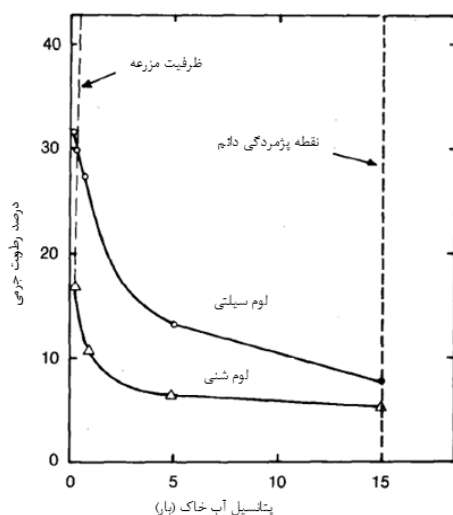 40
ظرفیت مزرعه
نقطه پژمردگی دائم
30
درصد رطوبت جرمی
20
لوم سیلتی
10
لوم شنی
0
0 5 10 15
پتانسیل آب خاک (بار)